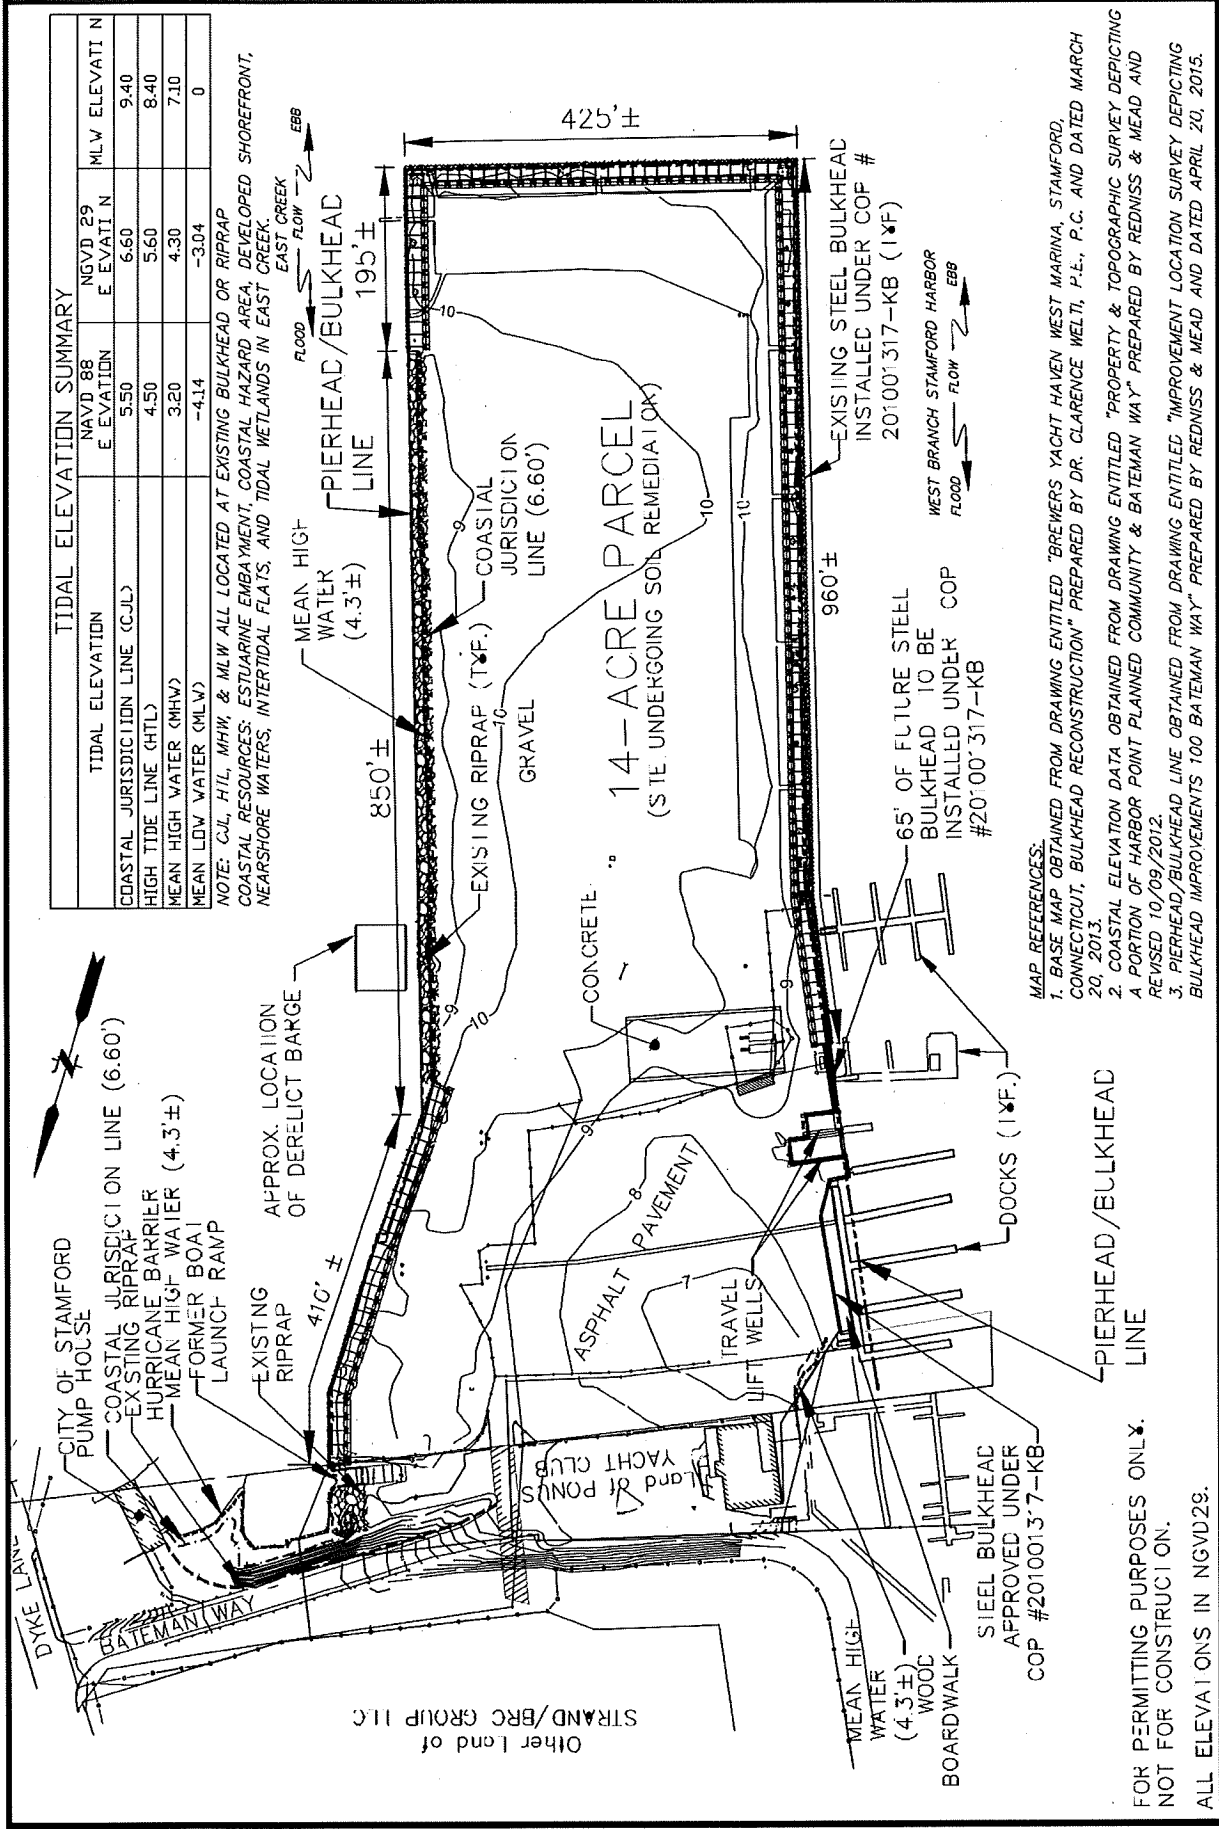 TIDAL ELEVATION SUMMARY
TIDAL ELEVATION NAVD 88 E EVATION NGVD 29 E EVATI N MLW ELEVATI N
COASTAL JURISDICTION LINE (CJL) 5.50 6.60 9.40
HIGH TIDE LINE (HTL) 4.50 5.60 8.40
MEAN HIGH WATER (MHW) 3.20 4.30 7.10
MEAN LOW WATER (MLW) -4.14 -3.04 0
NOTE: CJL, HTL, MHW, & MLW ALL LOCATED AT EXISTING BULKHEAD OR RIPRAP
COASTAL RESOURCES: ESTUARINE EMBAYMENT, COASTAL HAZARD AREA, DEVELOPED SHOREFRONT,
NEARSHORE WATERS, INTERTIDAL FLATS, AND TIDAL WETLANDS IN EAST CREEK.
EAST CREEK
FLOOD FLOW EBB
N
DYKE LANE
CITY OF STAMFORD
PUMP HOUSE
COASTAL JURISDICTION LINE (6.60')
EXISTING RIPRAP
HURRICANE BARRIER
MEAN HIGH WATER (4.3'±)
FORMER BOAT
LAUNCH RAMP
EXISTING
RIPRAP
BATEMAN WAY
APPROX. LOCATION
OF DERELICT BARGE
410' ±
850'±
195'±
425'±
MEAN HIGH
WATER
(4.3'±)
PIERHEAD/BULKHEAD
LINE
COASTAL
JURISDICTION
LINE (6.60')
EXISTING RIPRAP (TYP.)
GRAVEL
9
10
9
10
10
14-ACRE PARCEL
(SITE UNDERGOING SOIL REMEDIATION)
10
10
CONCRETE
9
9
8
7
ASPHALT PAVEMENT
TRAVEL
LIFT WELLS
Land of PONUS
YACHT CLUB
Other Land of
STRAND/BRC GROUP LLC
EXISTING STEEL BULKHEAD
INSTALLED UNDER COP #
201001317-KB (TYP.)
960'±
WEST BRANCH STAMFORD HARBOR
FLOOD FLOW EBB
65' OF FUTURE STEEL
BULKHEAD TO BE
INSTALLED UNDER COP
#201001317-KB
DOCKS (TYP.)
PIERHEAD/BULKHEAD
LINE
STEEL BULKHEAD
APPROVED UNDER
COP #201001317-KB
MEAN HIGH
WATER
(4.3'±)
WOOD
BOARDWALK
MAP REFERENCES:
1. BASE MAP OBTAINED FROM DRAWING ENTITLED "BREWERS YACHT HAVEN WEST MARINA, STAMFORD,
CONNECTICUT, BULKHEAD RECONSTRUCTION" PREPARED BY DR. CLARENCE WELTI, P.E., P.C. AND DATED MARCH
20, 2013.
2. COASTAL ELEVATION DATA OBTAINED FROM DRAWING ENTITLED "PROPERTY & TOPOGRAPHIC SURVEY DEPICTING
A PORTION OF HARBOR POINT PLANNED COMMUNITY & BATEMAN WAY" PREPARED BY REDNISS & MEAD AND
REVISED 10/09/2012.
3. PIERHEAD/BULKHEAD LINE OBTAINED FROM DRAWING ENTITLED "IMPROVEMENT LOCATION SURVEY DEPICTING
BULKHEAD IMPROVEMENTS 100 BATEMAN WAY" PREPARED BY REDNISS & MEAD AND DATED APRIL 20, 2015.
FOR PERMITTING PURPOSES ONLY.
NOT FOR CONSTRUCTION.
ALL ELEVATIONS IN NGVD29.